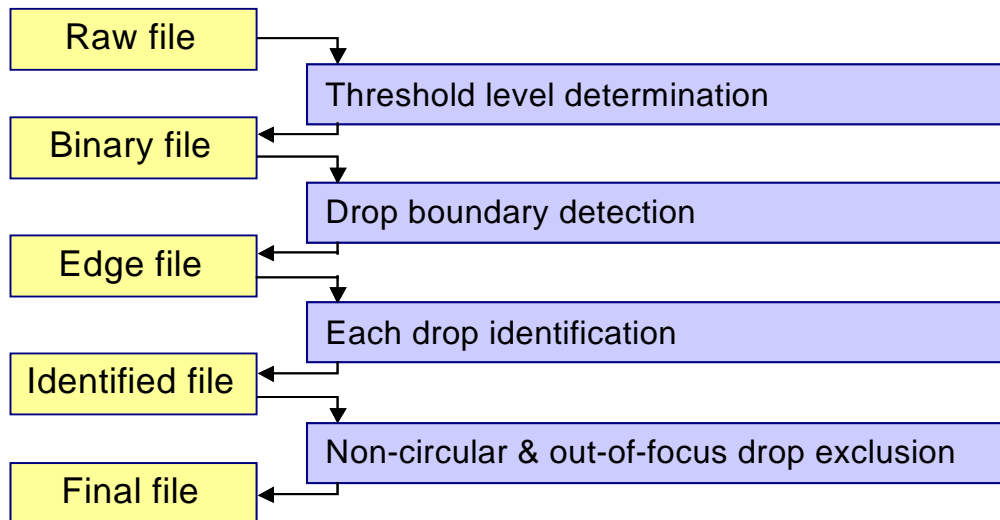 Raw file
Threshold level determination
Binary file
Drop boundary detection
Edge file
Each drop identification
Identified file
Non-circular & out-of-focus drop exclusion
Final file